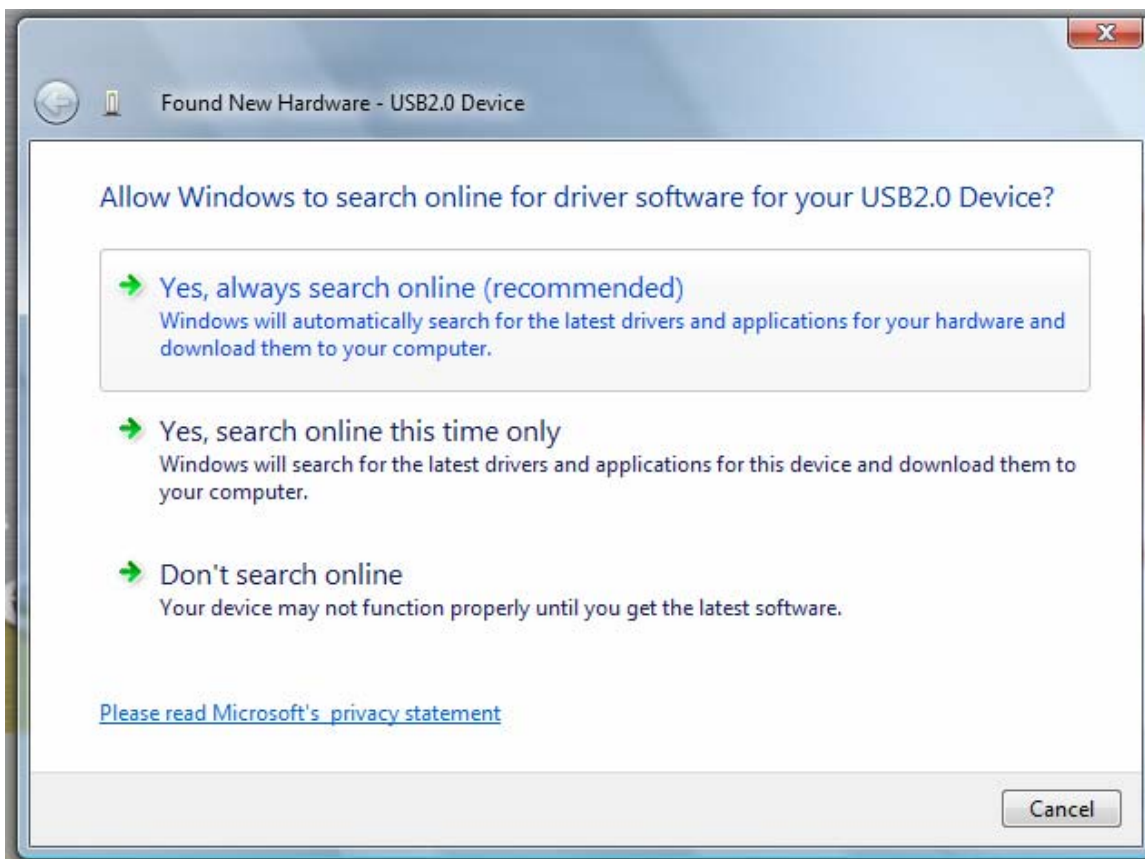 Found New Hardware - USB2.0 Device
Allow Windows to search online for driver software for your USB2.0 Device?
Yes, always search online (recommended)
Windows will automatically search for the latest drivers and applications for your hardware and
download them to your computer.
Yes, search online this time only
Windows will search for the latest drivers and applications for this device and download them to
your computer.
Don't search online
Your device may not function properly until you get the latest software.
Please read Microsoft's privacy statement
Cancel